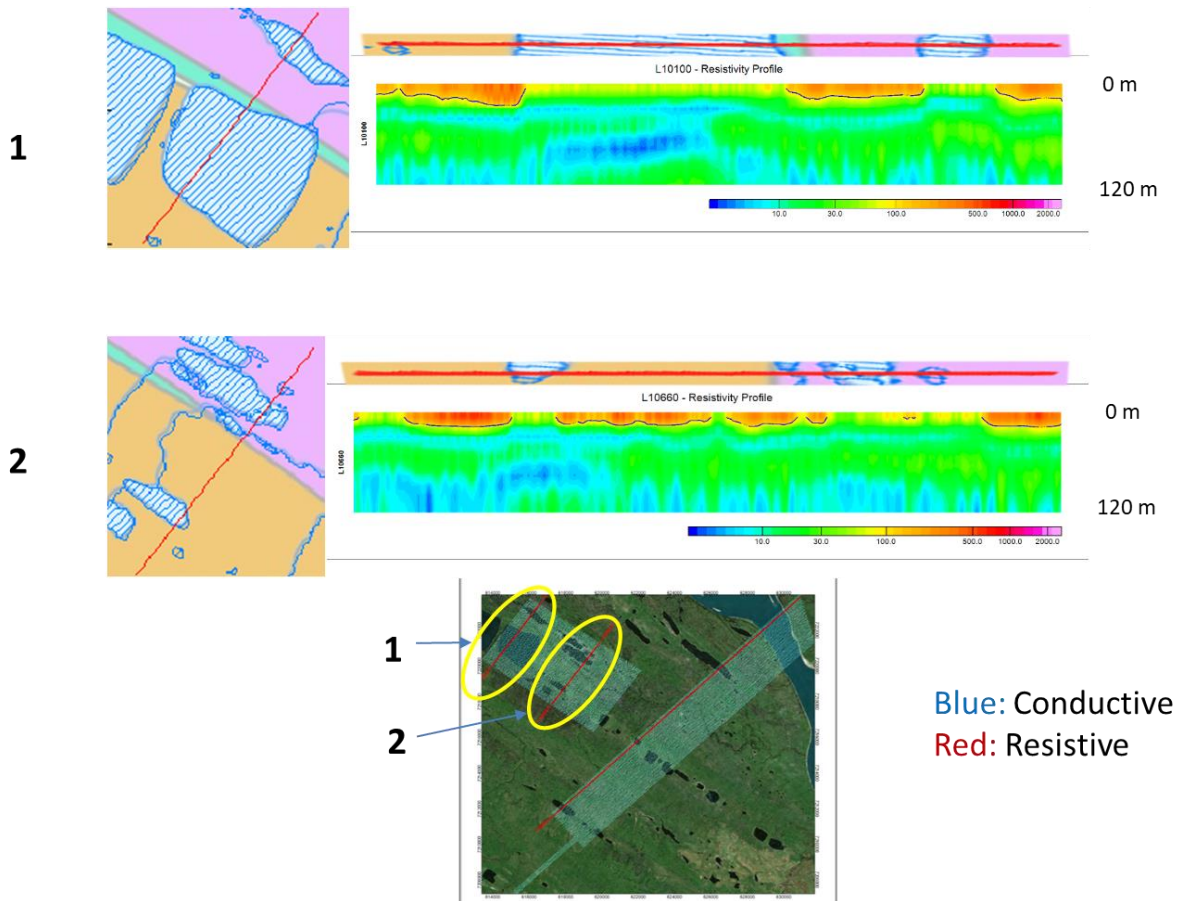 1
L10100 - Resistivity Profile
0 m
L10100
120 m
10.0 30.0 100.0 500.0 1000.0 2000.0
2
L10660 - Resistivity Profile
0 m
L10660
120 m
10.0 30.0 100.0 500.0 1000.0 2000.0
1
2
Blue: Conductive
Red: Resistive